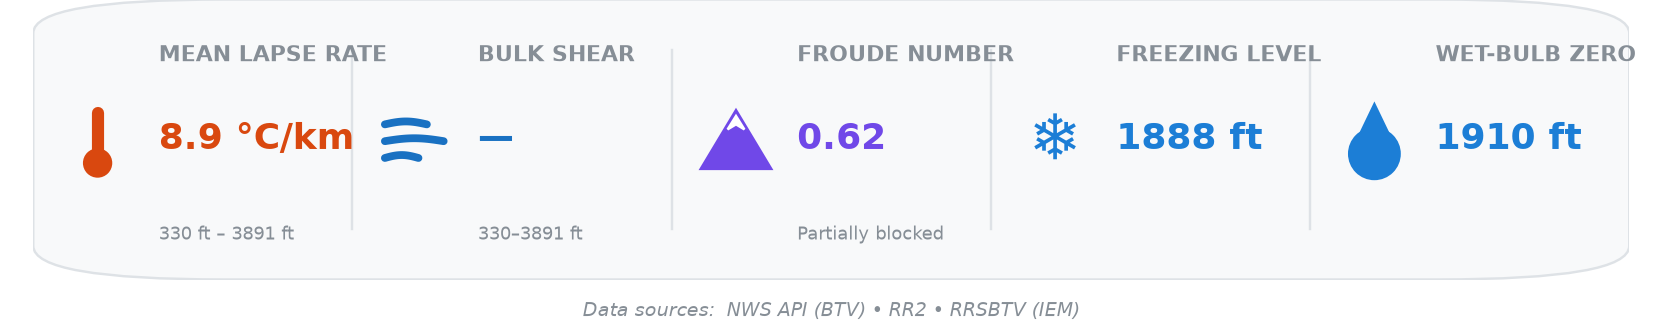 MEAN LAPSE RATE
8.9 °C/km
330 ft – 3891 ft
BULK SHEAR
—
330–3891 ft
FROUDE NUMBER
0.62
Partially blocked
FREEZING LEVEL
1888 ft
WET-BULB ZERO
1910 ft
Data sources: NWS API (BTV) • RR2 • RRSBTV (IEM)